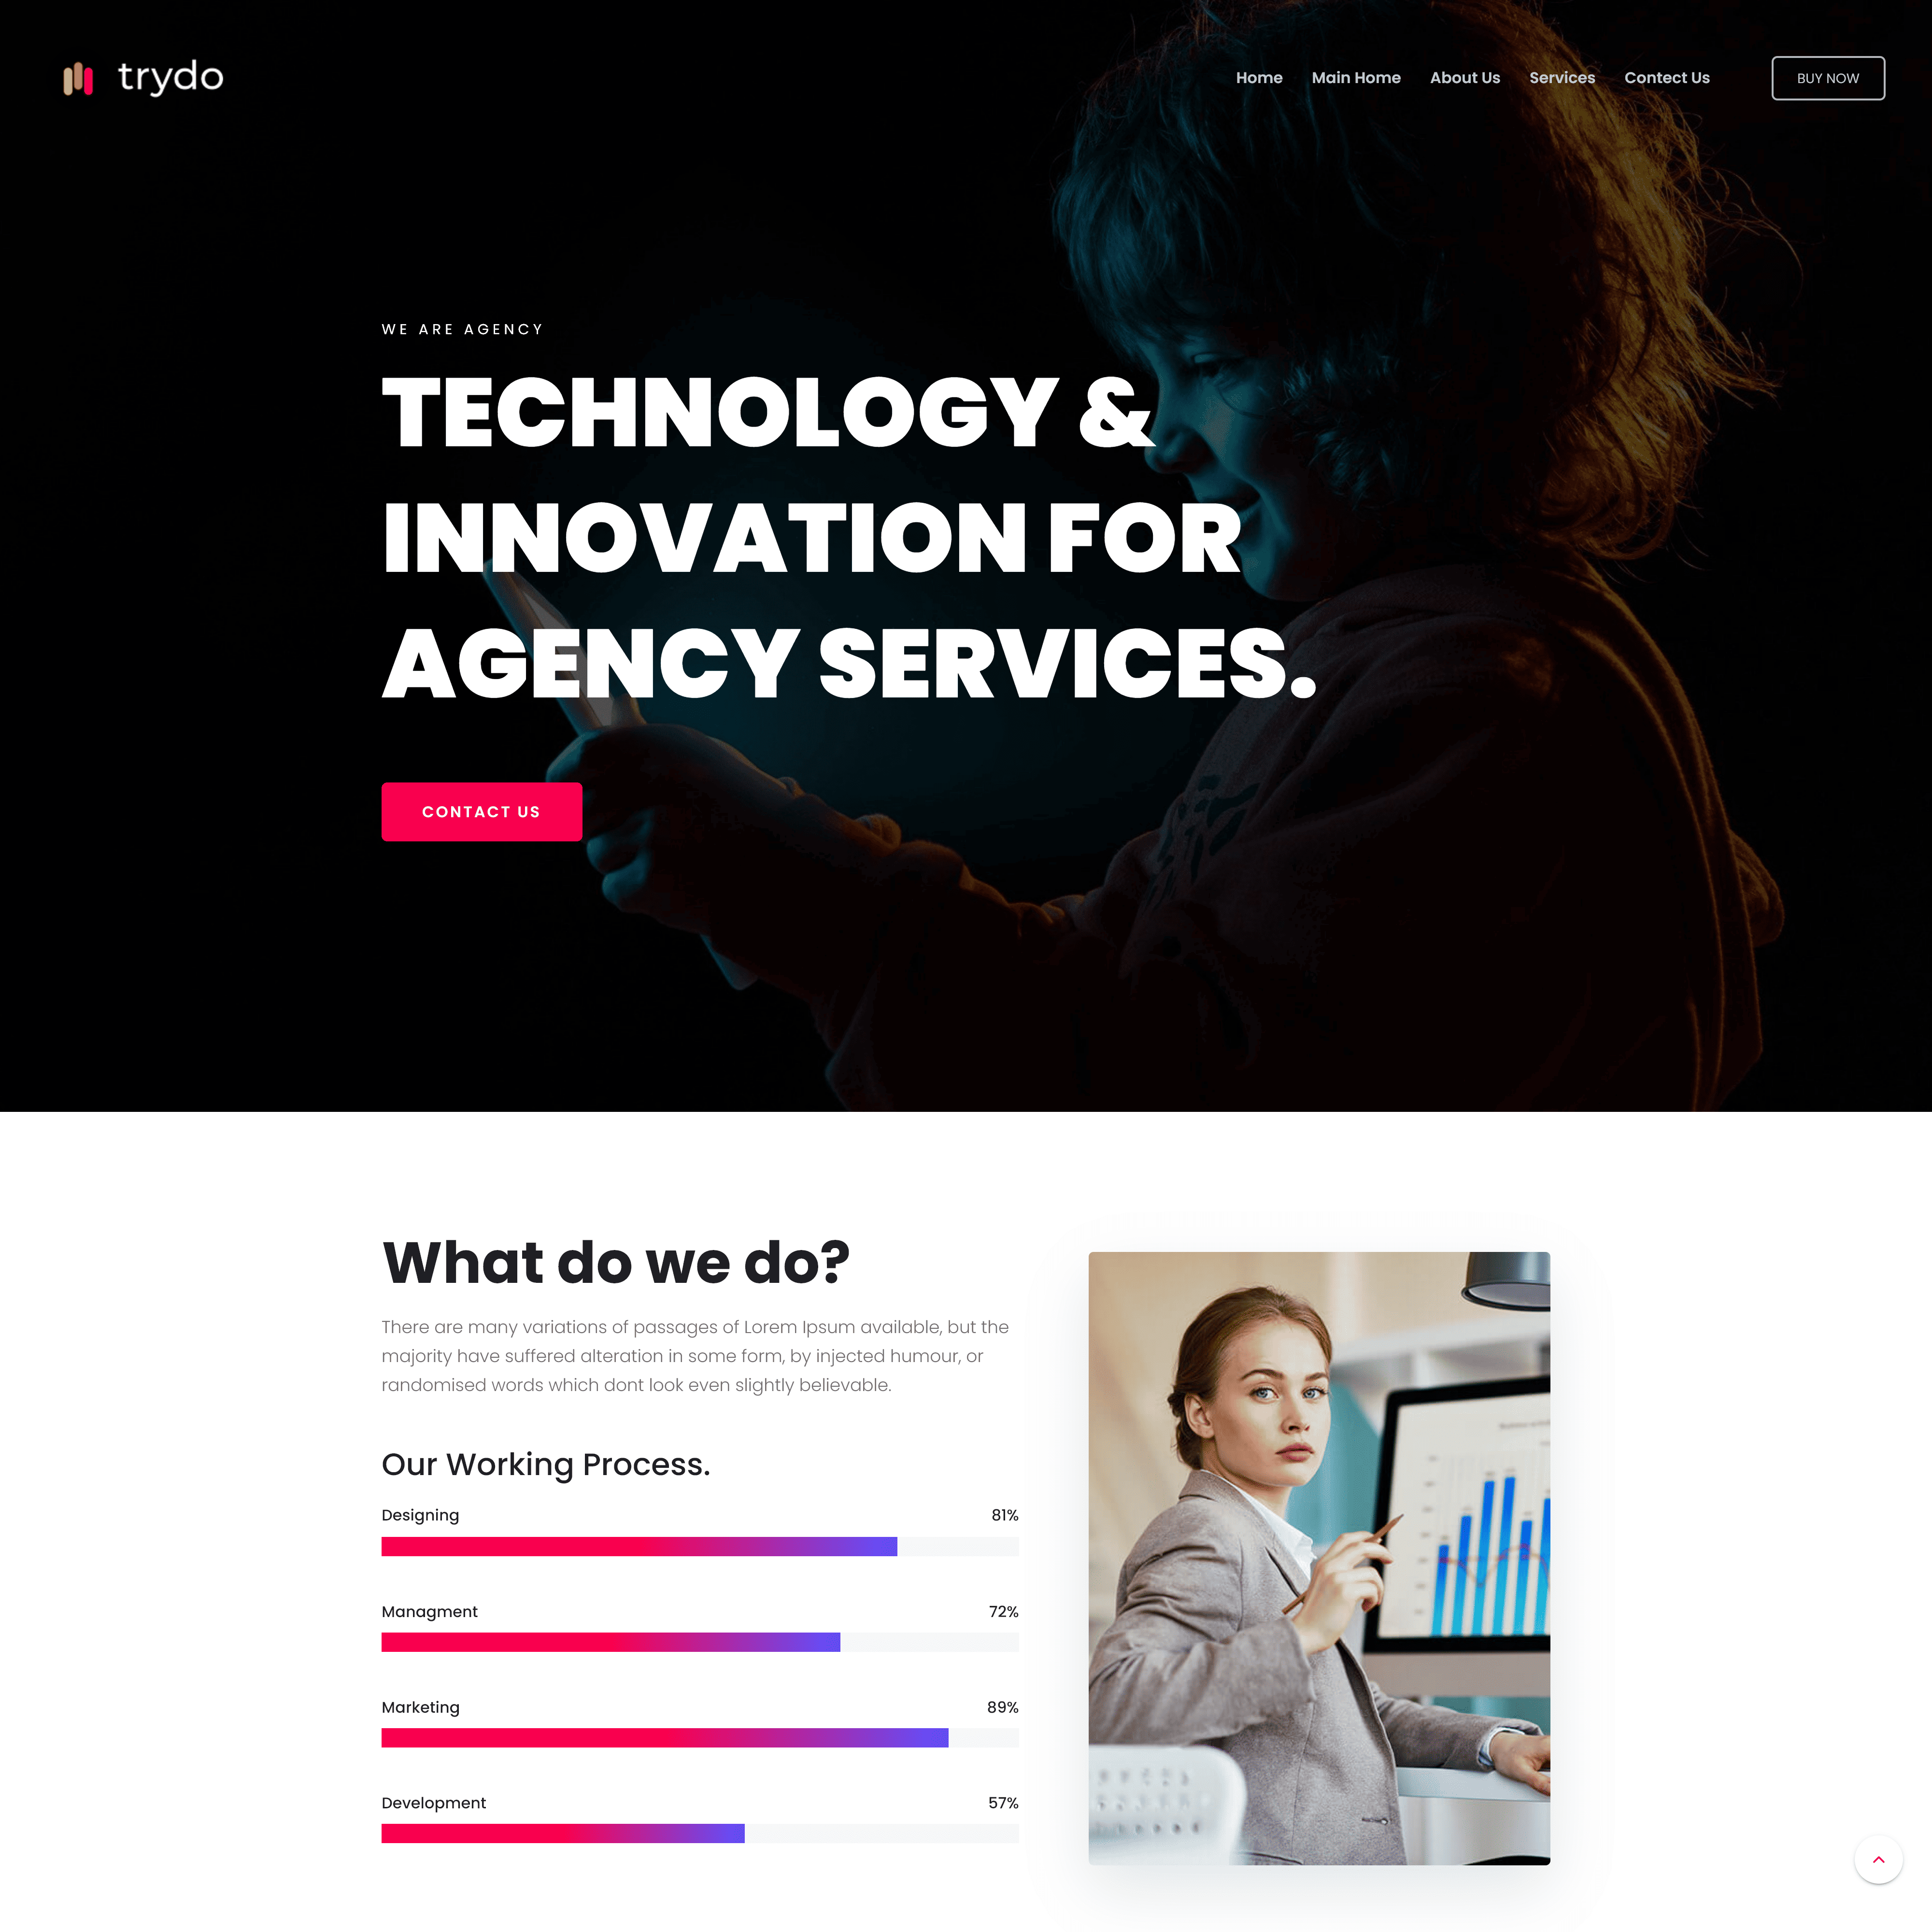 trydo
Home
Main Home
About Us
Services
Contect Us
BUY NOW
WE ARE AGENCY
TECHNOLOGY &
INNOVATION FOR
AGENCY SERVICES.
CONTACT US
What do we do?
There are many variations of passages of Lorem Ipsum available, but the
majority have suffered alteration in some form, by injected humour, or
randomised words which dont look even slightly believable.
Our Working Process.
Designing 81%
Managment 72%
Marketing 89%
Development 57%